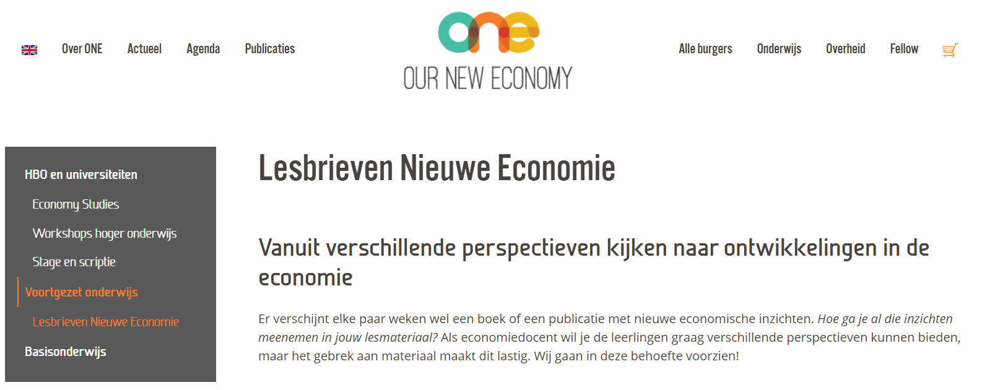 Over ONE
Actueel
Agenda
Publicaties
one
OUR NEW ECONOMY
Alle burgers
Onderwijs
Overheid
Fellow
HBO en universiteiten
Economy Studies
Workshops hoger onderwijs
Stage en scriptie
Voortgezet onderwijs
Lesbrieven Nieuwe Economie
Basisonderwijs
Lesbrieven Nieuwe Economie
Vanuit verschillende perspectieven kijken naar ontwikkelingen in de
economie
Er verschijnt elke paar weken wel een boek of een publicatie met nieuwe economische inzichten. Hoe ga je al die inzichten
meenemen in jouw lesmateriaal? Als economiedocent wil je de leerlingen graag verschillende perspectieven kunnen bieden,
maar het gebrek aan materiaal maakt dit lastig. Wij gaan in deze behoefte voorzien!